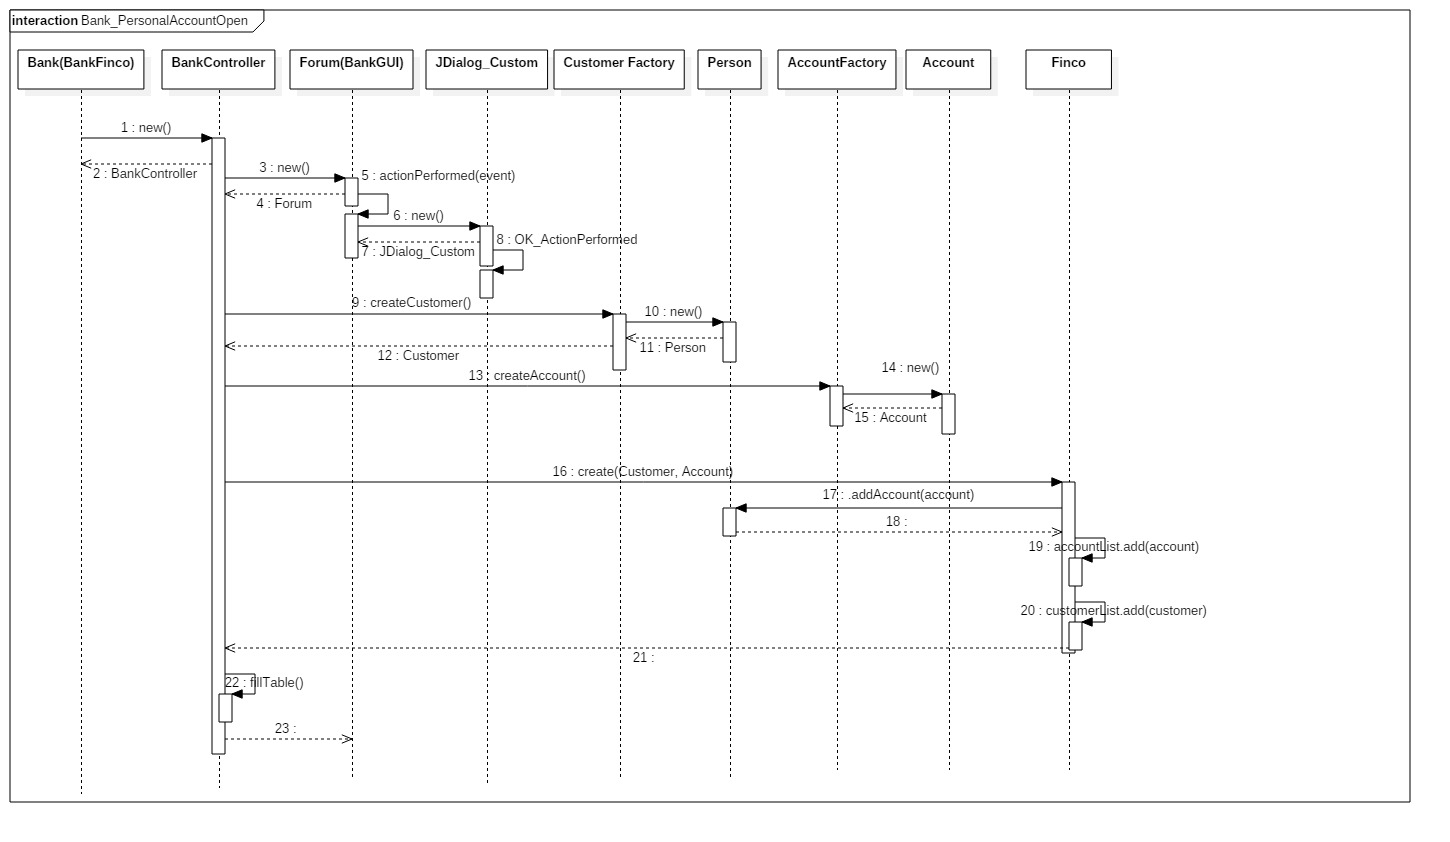 interaction Bank_PersonalAccountOpen
Bank(BankFinco)
BankController
Forum(BankGUI)
JDialog_Custom
Customer Factory
Person
AccountFactory
Account
Finco
1 : new()
2 : BankController
3 : new()
4 : Forum
5 : actionPerformed(event)
6 : new()
7 : JDialog_Custom
8 : OK_ActionPerformed
9 : createCustomer()
10 : new()
11 : Person
12 : Customer
13 : createAccount()
14 : new()
15 : Account
16 : create(Customer, Account)
17 : .addAccount(account)
18 :
19 : accountList.add(account)
20 : customerList.add(customer)
21 :
22 : fillTable()
23 :